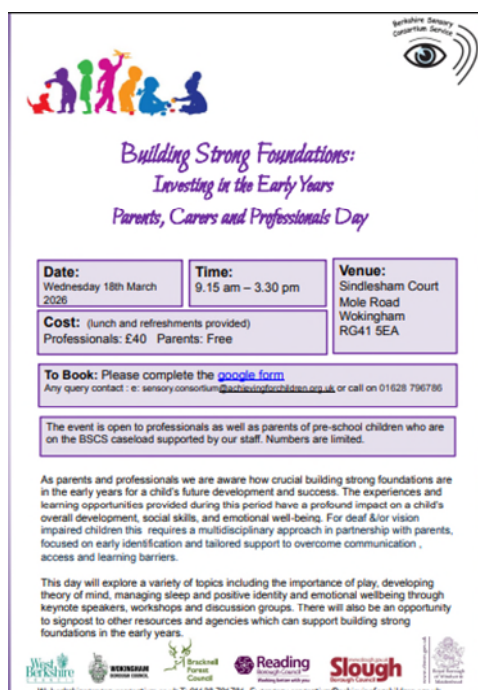 Berkshire Sensory
Consortium Service
Building Strong Foundations:
Investing in the Early Years
Parents, Carers and Professionals Day
Date:
Wednesday 18th March
2026
Time:
9.15 am – 3.30 pm
Venue:
Sindlesham Court
Mole Road
Wokingham
RG41 5EA
Cost: (lunch and refreshments provided)
Professionals: £40 Parents: Free
To Book: Please complete the google form
Any query contact : e: sensory.consortium@achievingforchildren.org.uk or call on 01628 796786
The event is open to professionals as well as parents of pre-school children who are
on the BSCS caseload supported by our staff. Numbers are limited.
As parents and professionals we are aware how crucial building strong foundations are
in the early years for a child's future development and success. The experiences and
learning opportunities provided during this period have a profound impact on a child's
overall development, social skills, and emotional well-being. For deaf &/or vision
impaired children this requires a multidisciplinary approach in partnership with parents,
focused on early identification and tailored support to overcome communication ,
access and learning barriers.
This day will explore a variety of topics including the importance of play, developing
theory of mind, managing sleep and positive identity and emotional wellbeing through
keynote speakers, workshops and discussion groups. There will also be an opportunity
to signpost to other resources and agencies which can support building strong
foundations in the early years.
West
Berkshire
COUNCIL
WOKINGHAM
BOROUGH COUNCIL
Bracknell
Forest
Council
Reading
Borough Council
Working better with you
Slough
Borough Council
Royal Borough
of Windsor &
Maidenhead